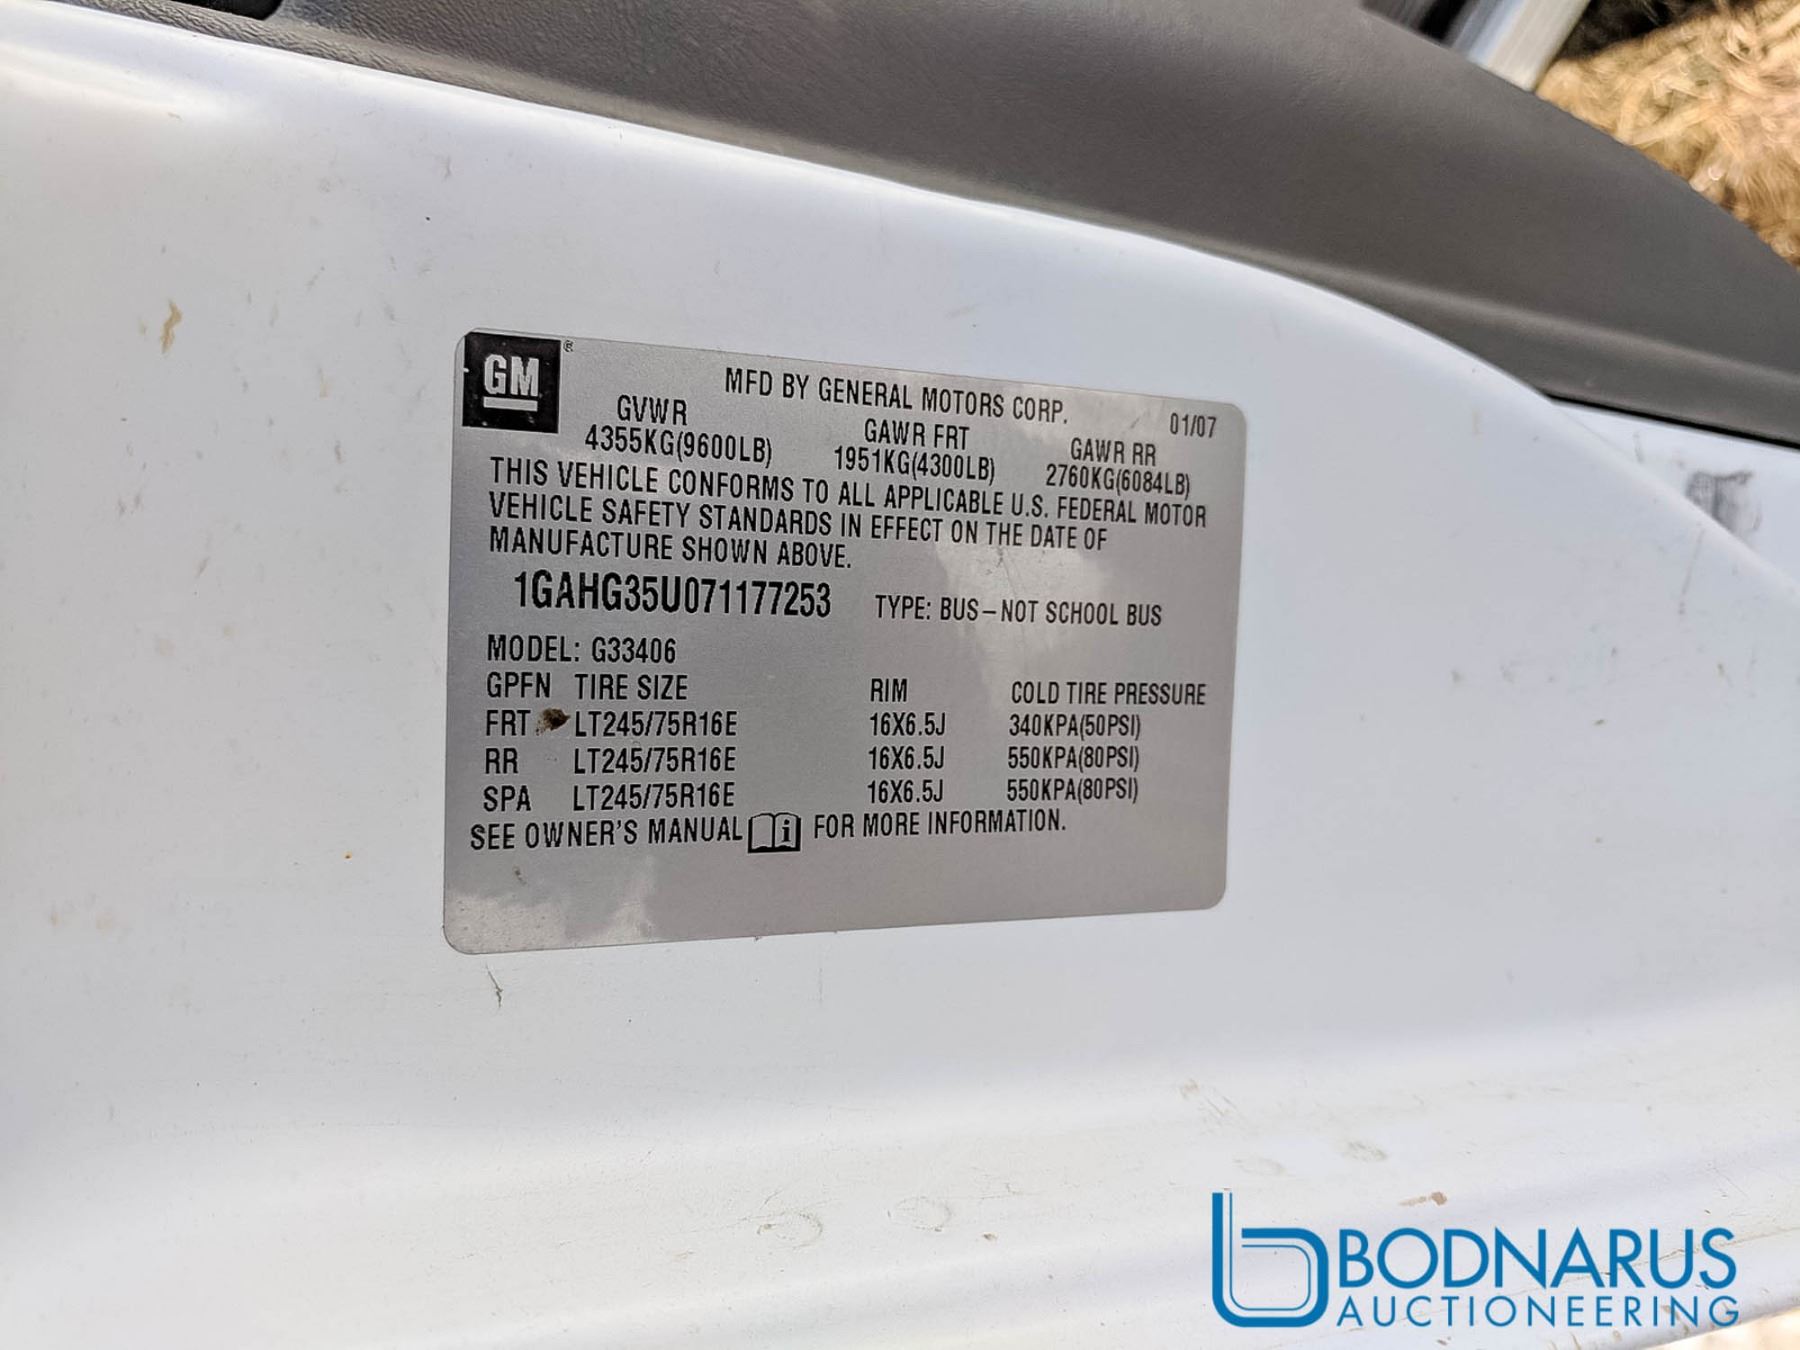 GM ®
MFD BY GENERAL MOTORS CORP. 01/07
GVWR GAWR FRT GAWR RR
4355KG(9600LB) 1951KG(4300LB) 2760KG(6084LB)
THIS VEHICLE CONFORMS TO ALL APPLICABLE U.S. FEDERAL MOTOR
VEHICLE SAFETY STANDARDS IN EFFECT ON THE DATE OF
MANUFACTURE SHOWN ABOVE.
1GAHG35U071177253 TYPE: BUS–NOT SCHOOL BUS
MODEL: G33406
GPFN TIRE SIZE RIM COLD TIRE PRESSURE
FRT LT245/75R16E 16X6.5J 340KPA(50PSI)
RR LT245/75R16E 16X6.5J 550KPA(80PSI)
SPA LT245/75R16E 16X6.5J 550KPA(80PSI)
SEE OWNER'S MANUAL i FOR MORE INFORMATION.
BODNARUS
AUCTIONEERING